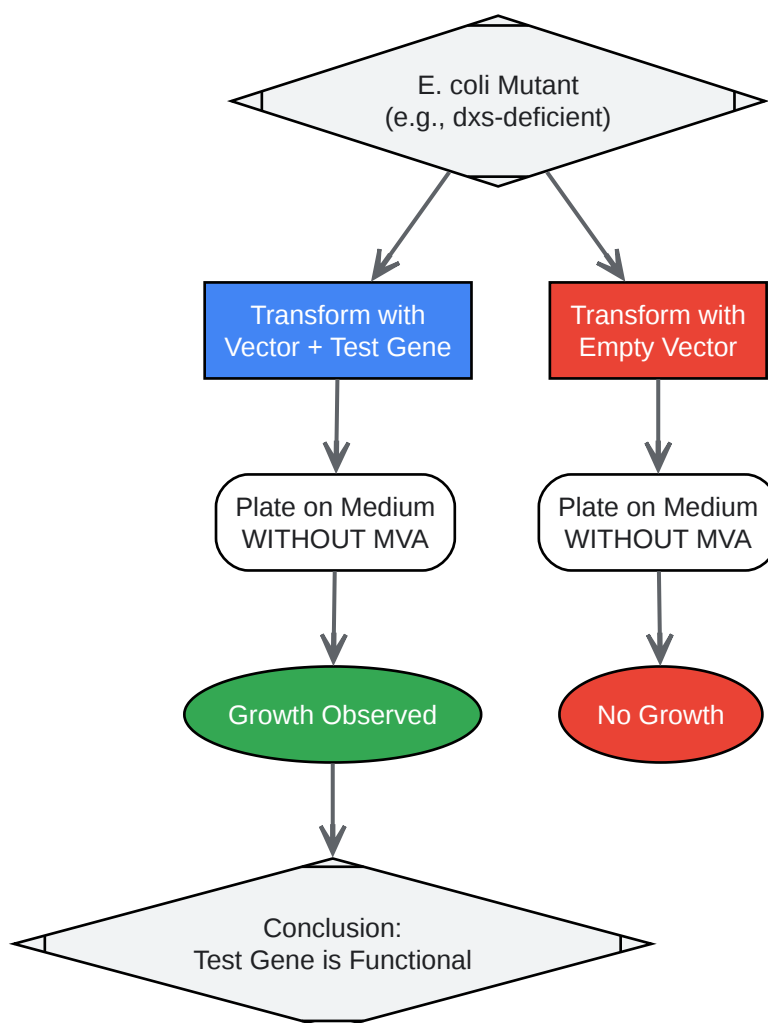 E. coli Mutant
(e.g., dxs-deficient)
Transform with
Vector + Test Gene
Transform with
Empty Vector
Plate on Medium
WITHOUT MVA
Plate on Medium
WITHOUT MVA
Growth Observed
No Growth
Conclusion:
Test Gene is Functional